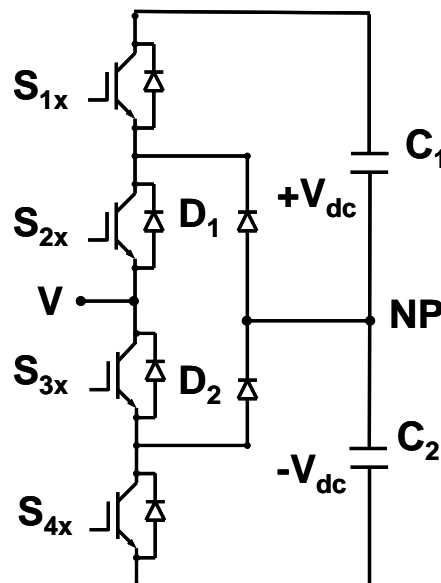 S1x
C1
+Vdc
S2x
D1
V
NP
S3x
D2
C2
-Vdc
S4x